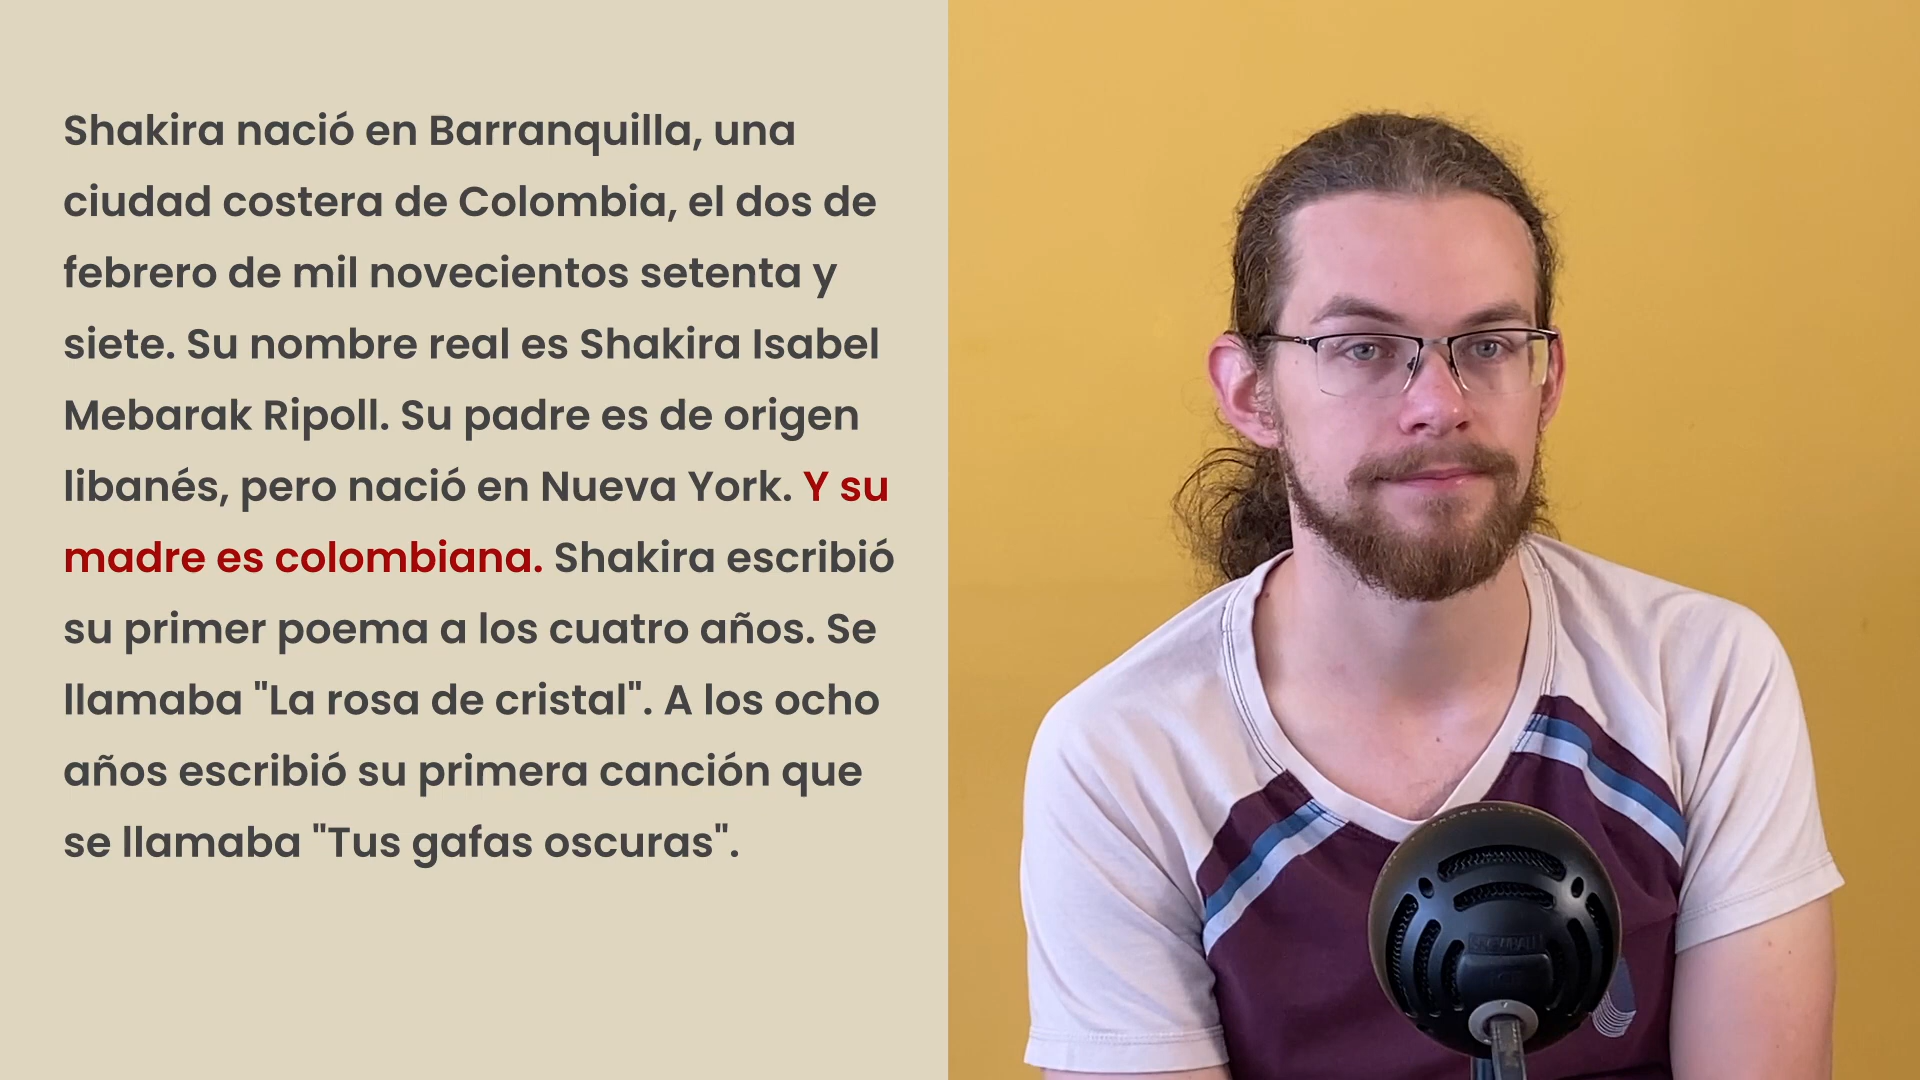 Shakira nació en Barranquilla, una
ciudad costera de Colombia, el dos de
febrero de mil novecientos setenta y
siete. Su nombre real es Shakira Isabel
Mebarak Ripoll. Su padre es de origen
libanés, pero nació en Nueva York. Y su
madre es colombiana. Shakira escribió
su primer poema a los cuatro años. Se
llamaba "La rosa de cristal". A los ocho
años escribió su primera canción que
se llamaba "Tus gafas oscuras".